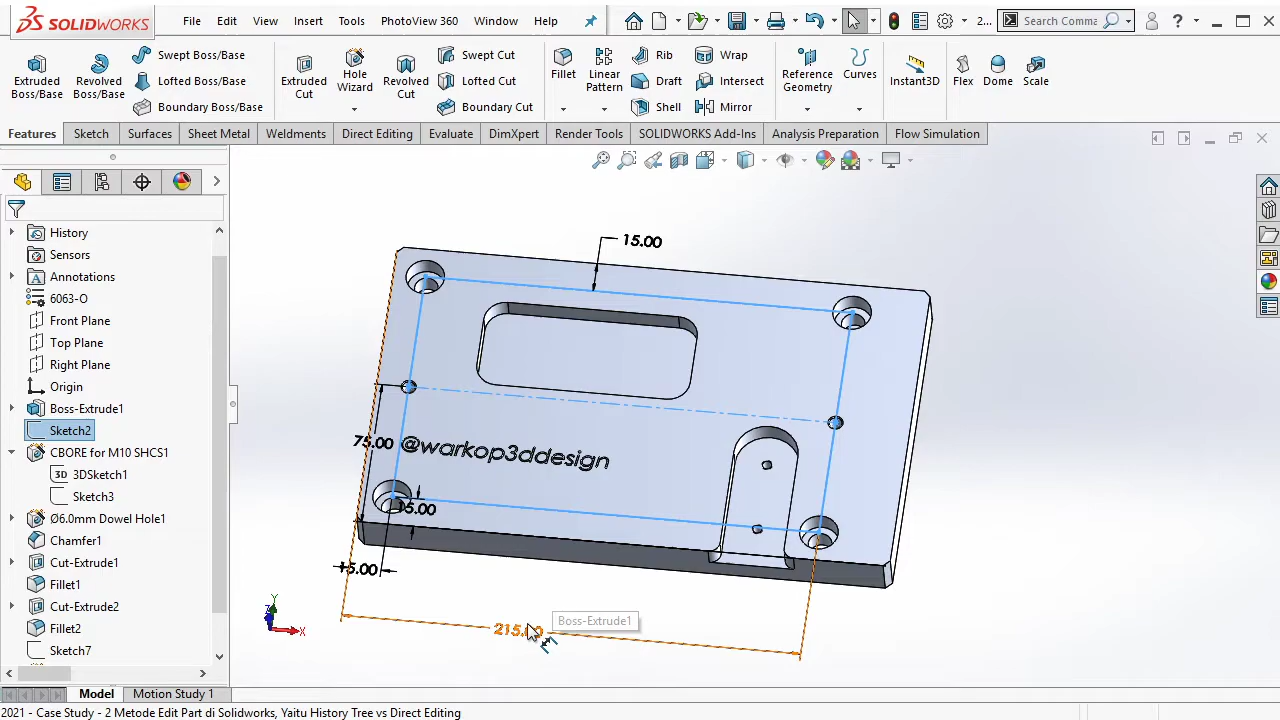 SOLIDWORKS File Edit View Insert Tools PhotoView 360 Window Help 2... Search Comma ?
Extruded Boss/Base
Revolved Boss/Base
Swept Boss/Base
Lofted Boss/Base
Boundary Boss/Base
Extruded Cut
Hole Wizard
Revolved Cut
Swept Cut
Lofted Cut
Boundary Cut
Fillet
Linear Pattern
Rib
Draft
Shell
Wrap
Intersect
Mirror
Reference Geometry
Curves
Instant3D
Flex
Dome
Scale
Features Sketch Surfaces Sheet Metal Weldments Direct Editing Evaluate DimXpert Render Tools SOLIDWORKS Add-Ins Analysis Preparation Flow Simulation
History
Sensors
Annotations
6063-O
Front Plane
Top Plane
Right Plane
Origin
Boss-Extrude1
Sketch2
CBORE for M10 SHCS1
3D 3DSketch1
Sketch3
Ø6.0mm Dowel Hole1
Chamfer1
Cut-Extrude1
Fillet1
Cut-Extrude2
Fillet2
Sketch7
15.00
75.00
@warkop3ddesign
15.00
15.00
Boss-Extrude1
Y
Z
X
Model Motion Study 1
2021 - Case Study - 2 Metode Edit Part di Solidworks, Yaitu History Tree vs Direct Editing